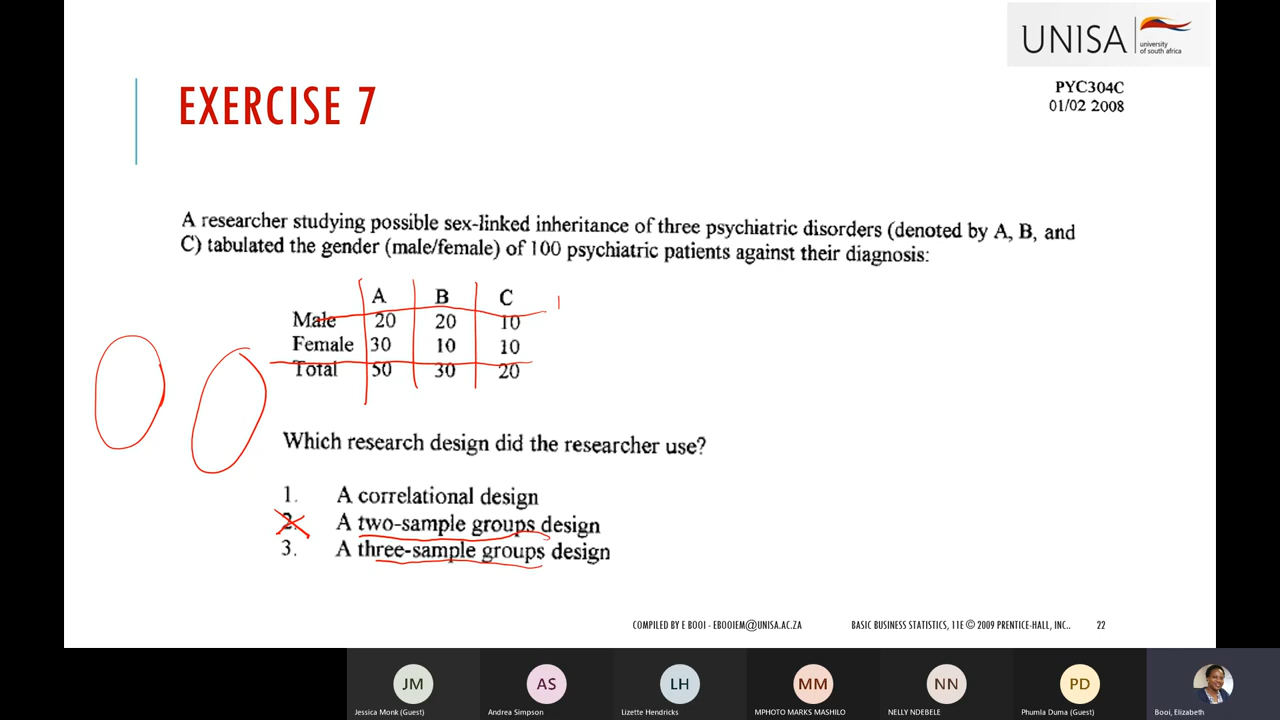 UNISA
university
of south africa
PYC304C
01/02 2008
EXERCISE 7
A researcher studying possible sex-linked inheritance of three psychiatric disorders (denoted by A, B, and
C) tabulated the gender (male/female) of 100 psychiatric patients against their diagnosis:
A B C
Male 20 20 10
Female 30 10 10
Total 50 30 20
Which research design did the researcher use?
1. A correlational design
2. A two-sample groups design
3. A three-sample groups design
COMPILED BY E BOOI - EBOOIEM@UNISA.AC.ZA BASIC BUSINESS STATISTICS, 11E © 2009 PRENTICE-HALL, INC.. 22
JM AS LH MM NN PD
Jessica Monk (Guest) Andrea Simpson Lizette Hendricks MPHOTO MARKS MASHILO NELLY NDEBELE Phumla Duma (Guest) Booi, Elizabeth